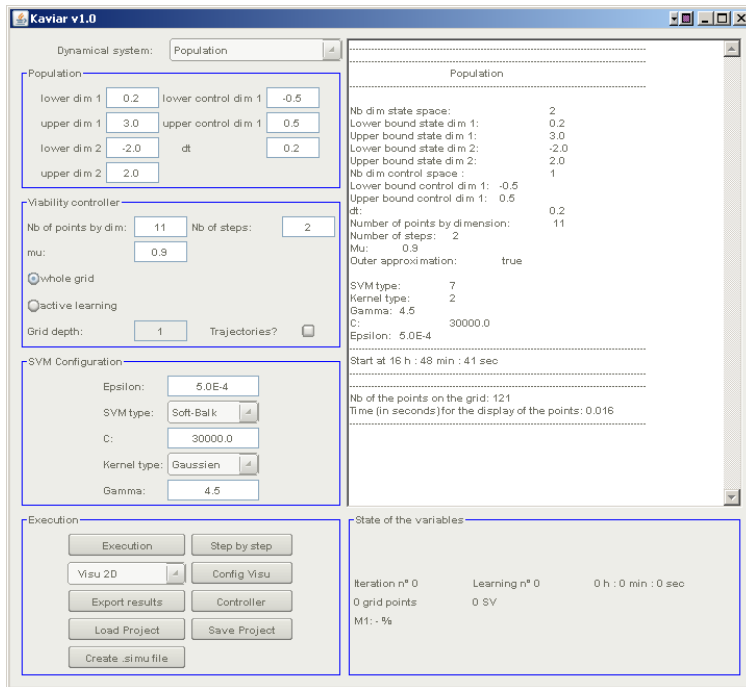 Kaviar v1.0
Dynamical system: Population
Population
lower dim 1 0.2 lower control dim 1 -0.5
upper dim 1 3.0 upper control dim 1 0.5
lower dim 2 -2.0 dt 0.2
upper dim 2 2.0
Viability controller
Nb of points by dim: 11 Nb of steps: 2
mu: 0.9
whole grid
active learning
Grid depth: 1 Trajectories?
SVM Configuration
Epsilon: 5.0E-4
SVM type: Soft-Balk
C: 30000.0
Kernel type: Gaussien
Gamma: 4.5
Execution
Execution Step by step
Visu 2D Config Visu
Export results Controller
Load Project Save Project
Create .simu file
Population
Nb dim state space: 2
Lower bound state dim 1: 0.2
Upper bound state dim 1: 3.0
Lower bound state dim 2: -2.0
Upper bound state dim 2: 2.0
Nb dim control space : 1
Lower bound control dim 1: -0.5
Upper bound control dim 1: 0.5
dt: 0.2
Number of points by dimension: 11
Number of steps: 2
Mu: 0.9
Outer approximation: true
SVM type: 7
Kernel type: 2
Gamma: 4.5
C: 30000.0
Epsilon: 5.0E-4
Start at 16 h : 48 min : 41 sec
Nb of the points on the grid: 121
Time (in seconds) for the display of the points: 0.016
State of the variables
Iteration n° 0 Learning n° 0 0 h : 0 min : 0 sec
0 grid points 0 SV
M1: - %